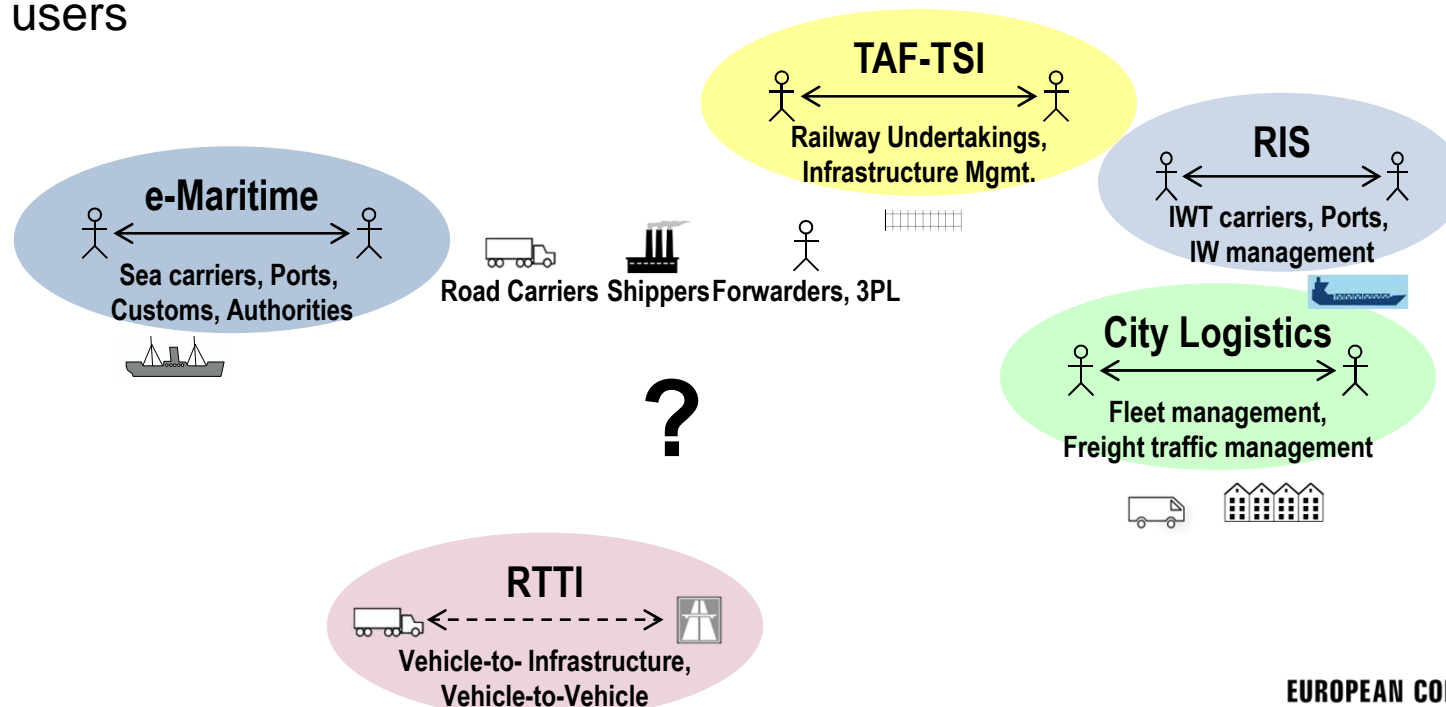 users
TAF-TSI
Railway Undertakings,
Infrastructure Mgmt.
RIS
IWT carriers, Ports,
IW management
e-Maritime
Sea carriers, Ports,
Customs, Authorities
Road Carriers
Shippers
Forwarders, 3PL
City Logistics
Fleet management,
Freight traffic management
?
RTTI
Vehicle-to- Infrastructure,
Vehicle-to-Vehicle
EUROPEAN